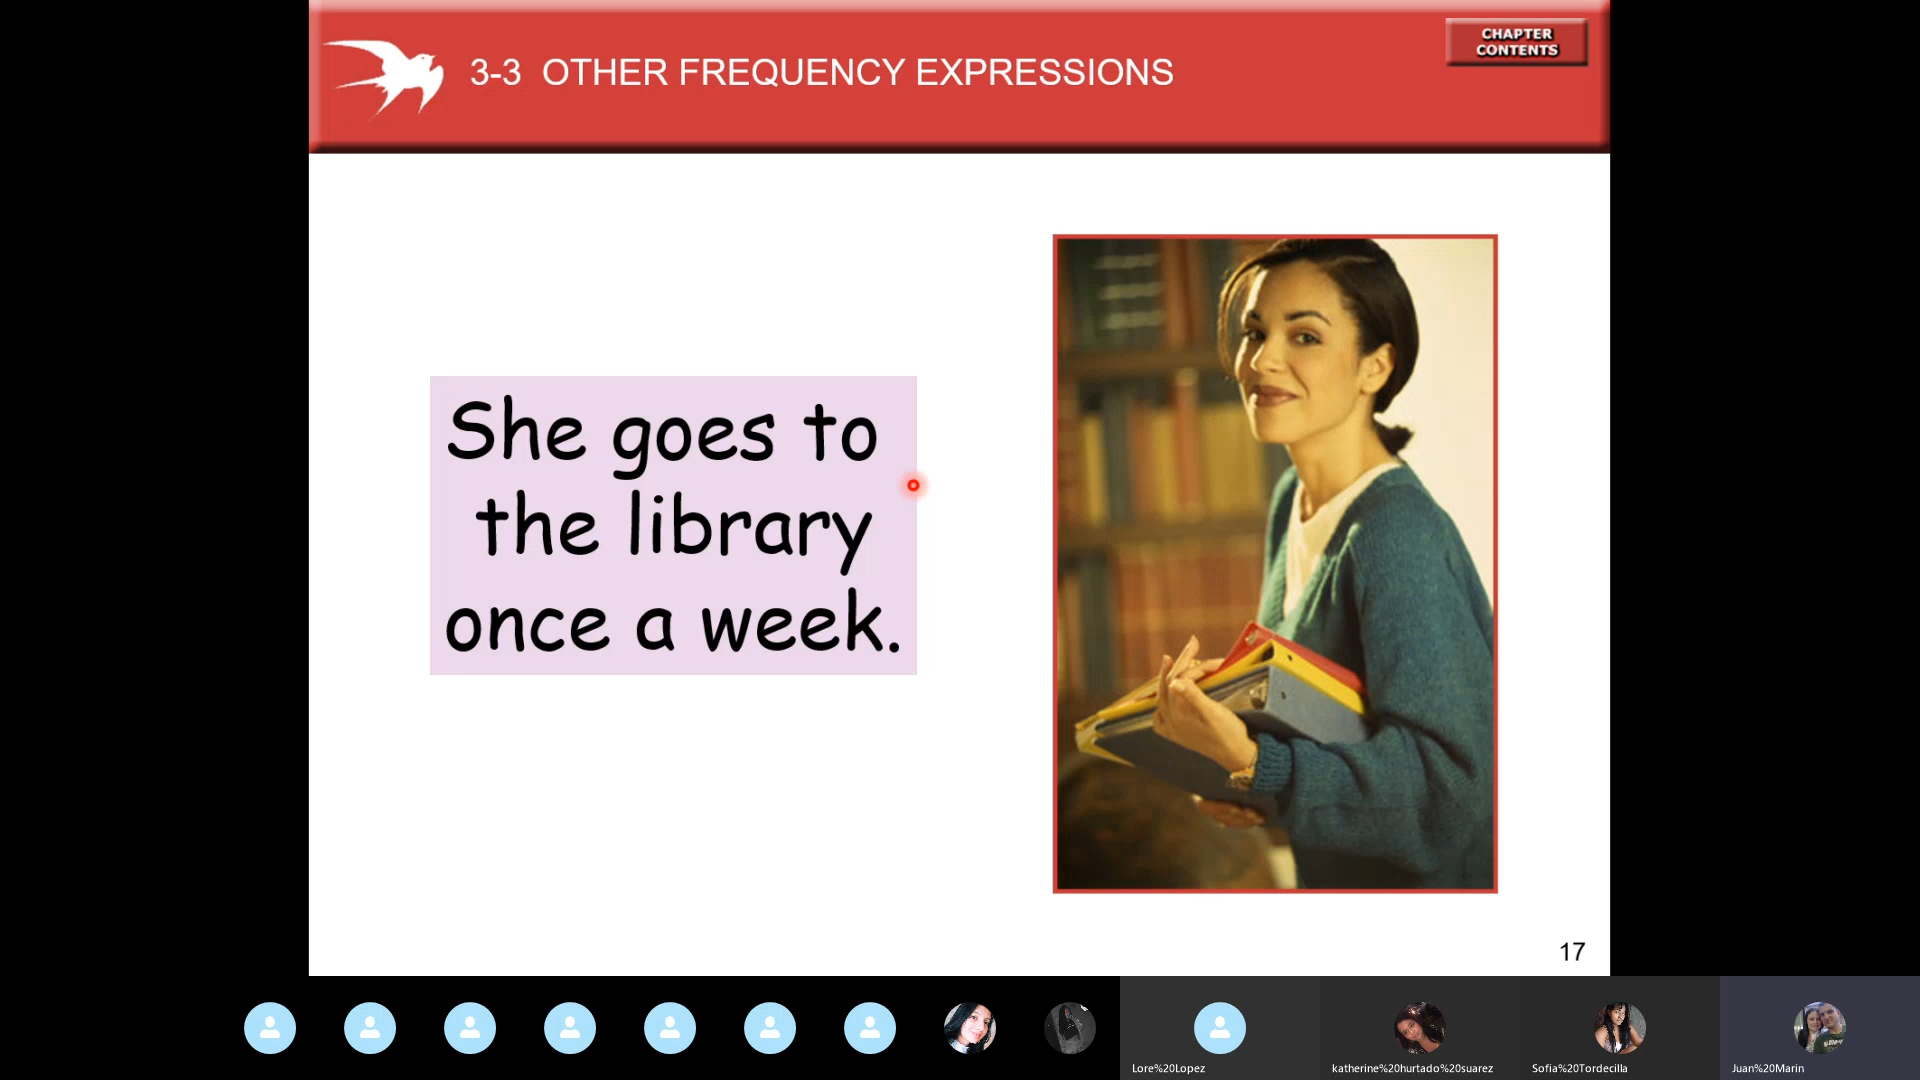 3-3 OTHER FREQUENCY EXPRESSIONS
CHAPTER
CONTENTS
She goes to
the library
once a week.
17
Lore%20Lopez
katherine%20hurtado%20suarez
Sofia%20Tordecilla
Juan%20Marin